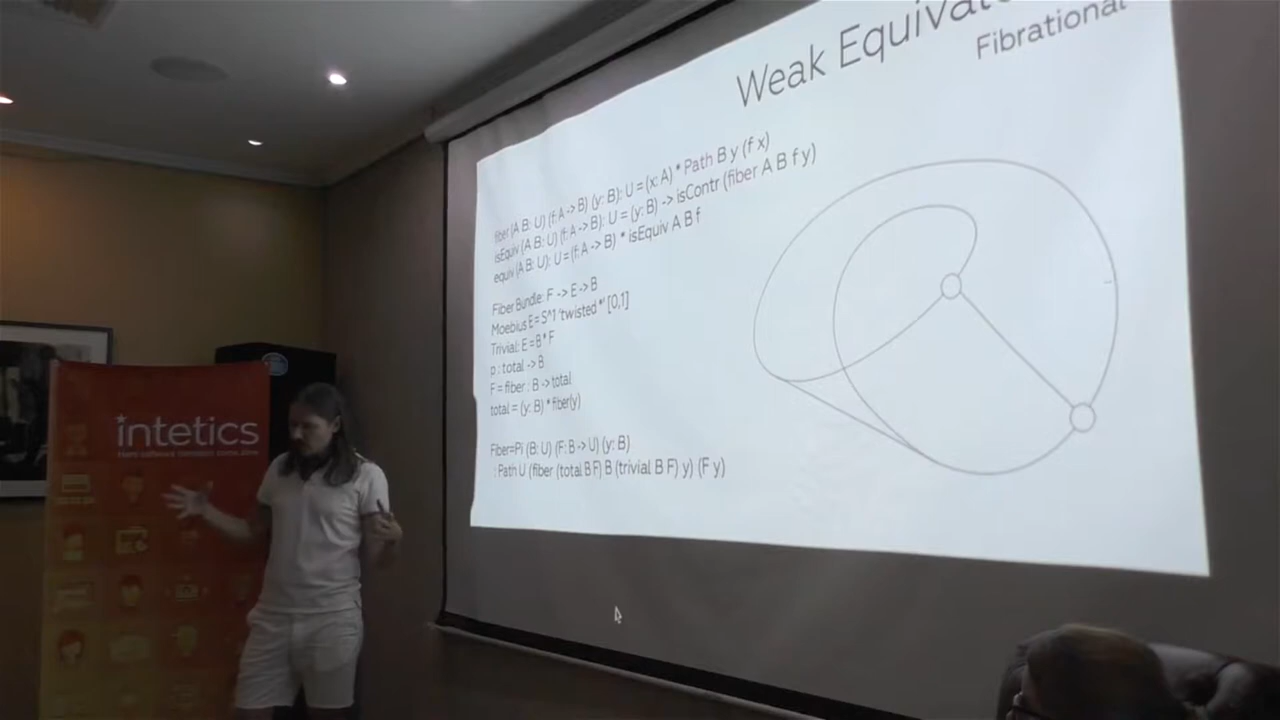 Weak Equivale
Fibrational
fiber (A B: U) (f: A -> B) (y: B): U = (x: A) * Path B y (f x)
isEquiv (A B: U) (f: A -> B): U = (y: B) -> isContr (fiber A B f y)
equiv (A B: U): U = (f: A -> B) * isEquiv A B f
Fiber Bundle: F -> E -> B
Moebius E = S^1 'twisted *' [0,1]
Trivial: E = B * F
p : total -> B
F = fiber : B -> total
total = (y: B) * fiber(y)
Fiber=Pi (B: U) (F: B -> U) (y: B)
: Path U (fiber (total B F) B (trivial B F) y) (F y)
intetics